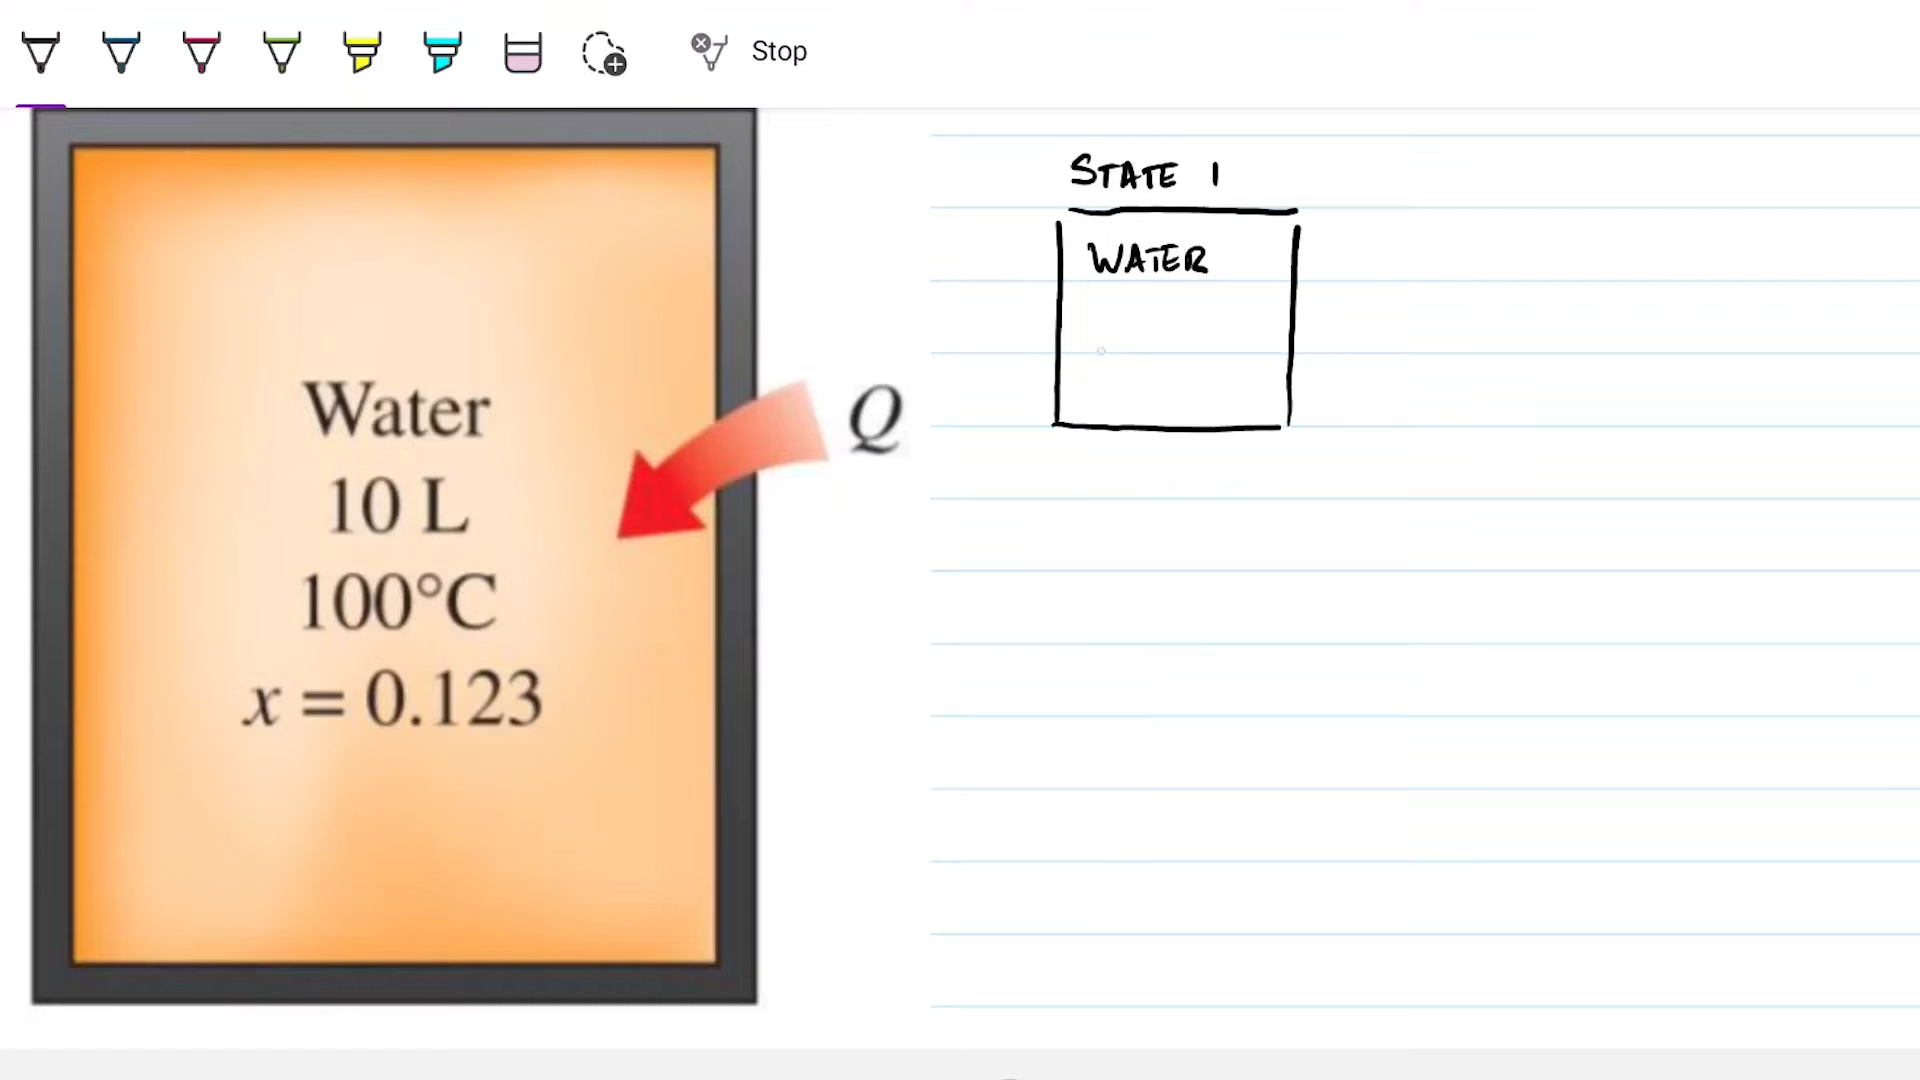 Stop
Water
10 L
100°C
x = 0.123
Q
STATE 1
WATER